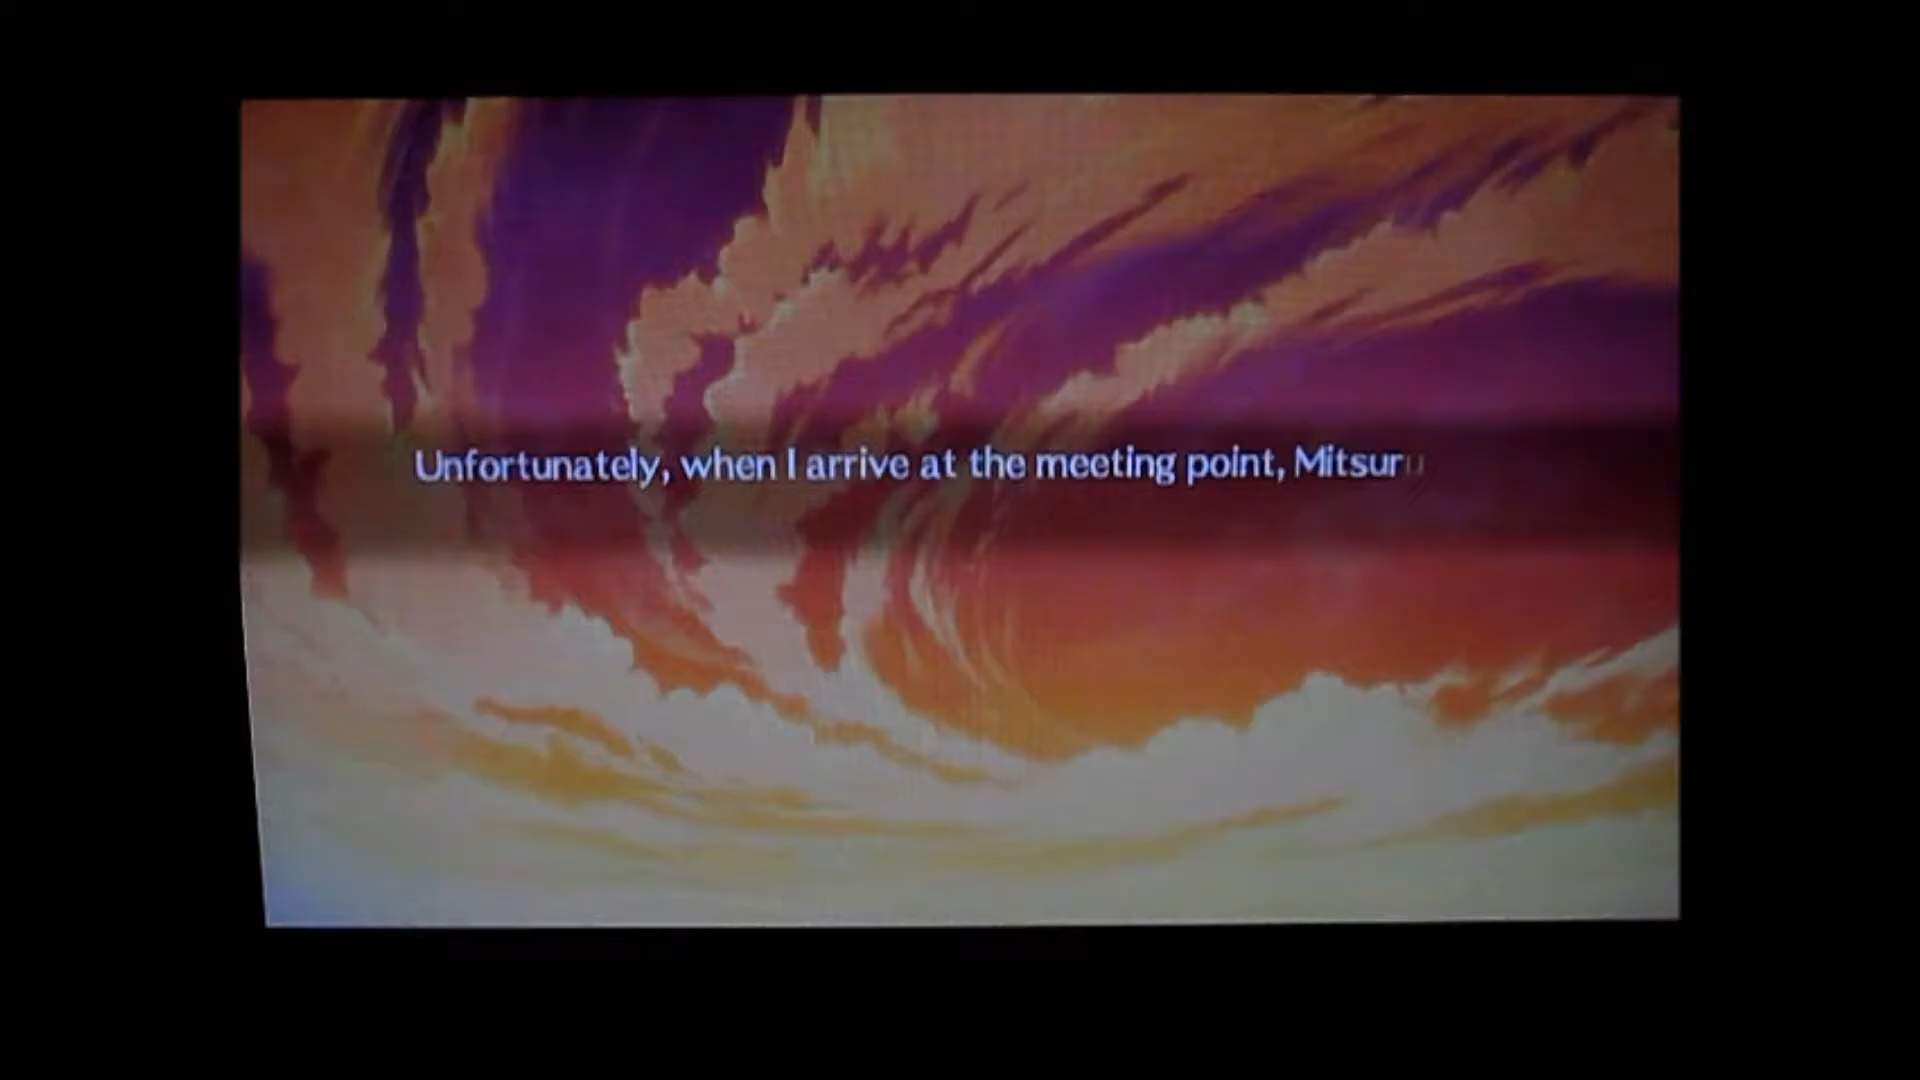 Unfortunately, when I arrive at the meeting point, Mitsuru